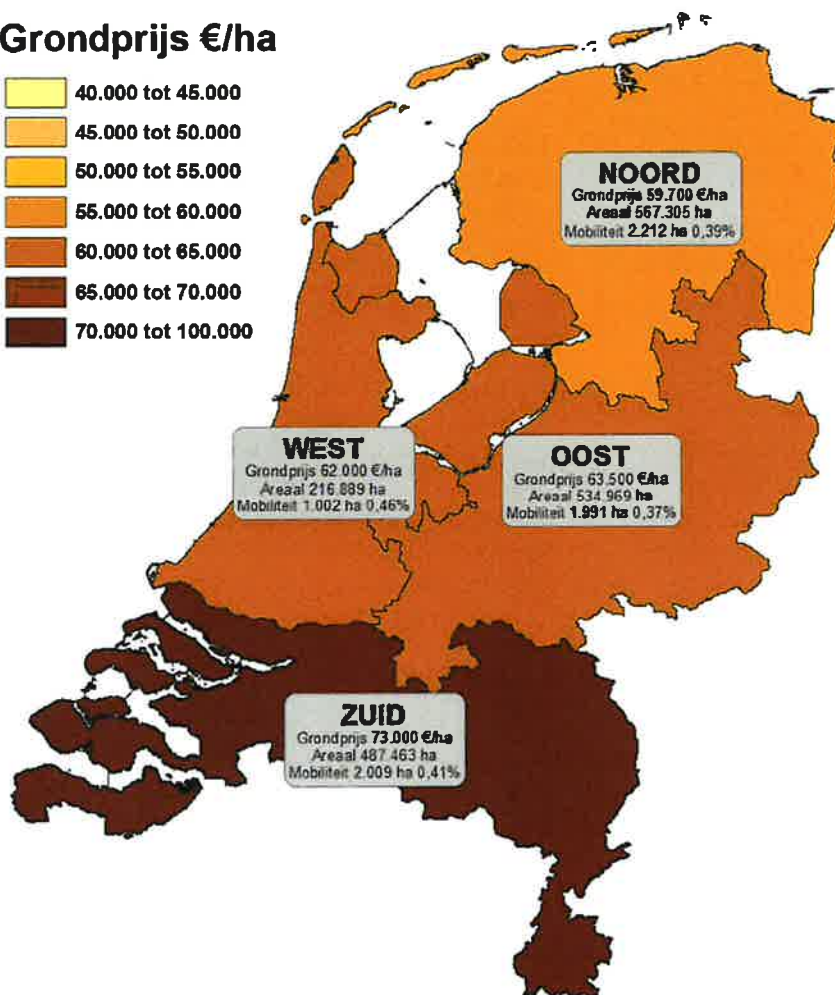 Grondprijs €/ha
40.000 tot 45.000
45.000 tot 50.000
50.000 tot 55.000
55.000 tot 60.000
60.000 tot 65.000
65.000 tot 70.000
70.000 tot 100.000
NOORD
Grondprijs 59.700 €/ha
Areaal 567.305 ha
Mobiliteit 2.212 ha 0,39%
WEST
Grondprijs 62.000 €/ha
Areaal 216.889 ha
Mobiliteit 1.002 ha 0,46%
OOST
Grondprijs 63.500 €/ha
Areaal 534.969 ha
Mobiliteit 1.991 ha 0,37%
ZUID
Grondprijs 73.000 €/ha
Areaal 487.463 ha
Mobiliteit 2.009 ha 0,41%